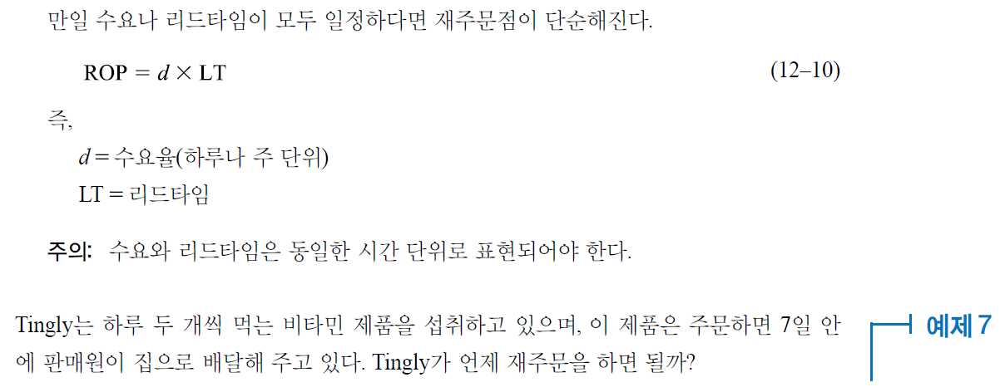 만일 수요나 리드타임이 모두 일정하다면 재주문점이 단순해진다.
ROP = d × LT (12–10)
즉,
d = 수요율(하루나 주 단위)
LT = 리드타임
주의: 수요와 리드타임은 동일한 시간 단위로 표현되어야 한다.
Tingly는 하루 두 개씩 먹는 비타민 제품을 섭취하고 있으며, 이 제품은 주문하면 7일 안
에 판매원이 집으로 배달해 주고 있다. Tingly가 언제 재주문을 하면 될까?
예제 7